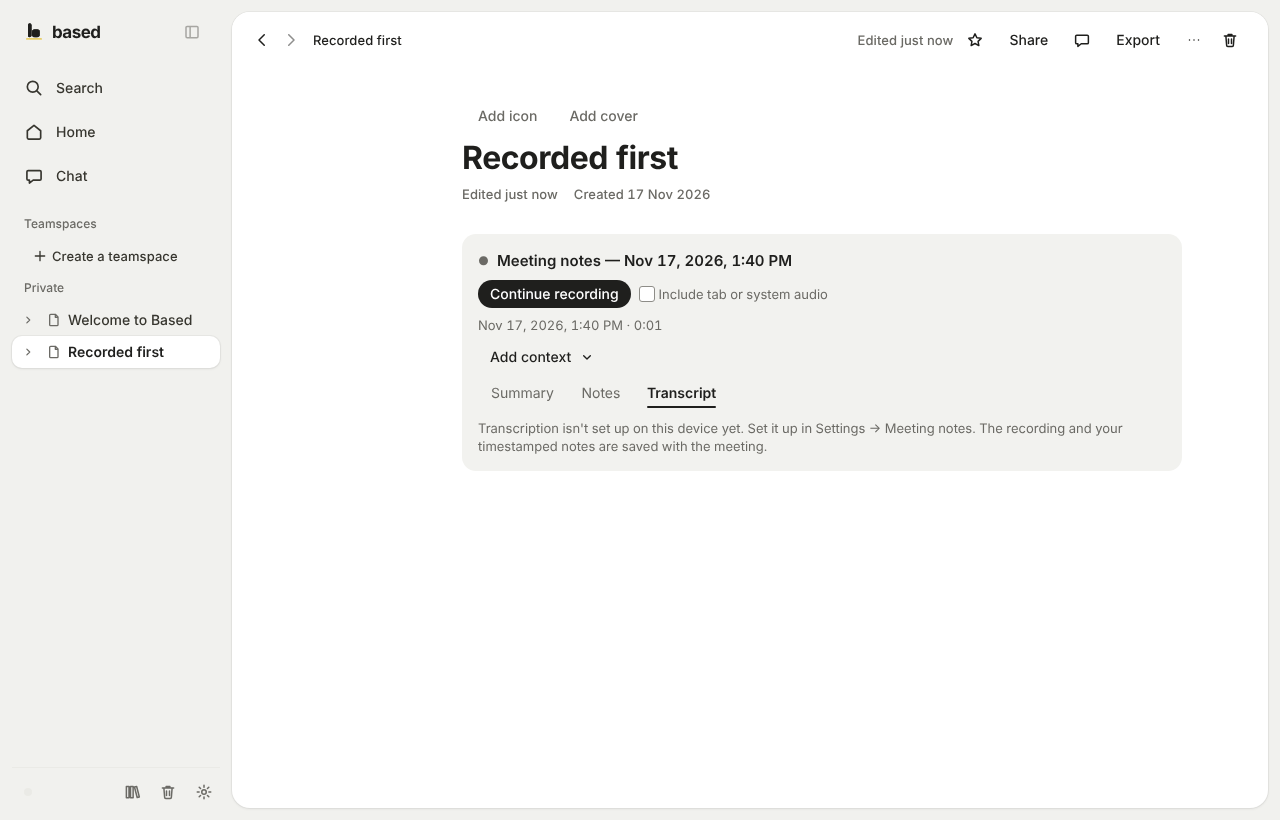 based
Search
Home
Chat
Teamspaces
Create a teamspace
Private
Welcome to Based
Recorded first
Recorded first
Edited just now
Share
Export
Add icon
Add cover
Recorded first
Edited just now
Created 17 Nov 2026
Meeting notes — Nov 17, 2026, 1:40 PM
Continue recording
Include tab or system audio
Nov 17, 2026, 1:40 PM · 0:01
Add context
Summary
Notes
Transcript
Transcription isn't set up on this device yet. Set it up in Settings → Meeting notes. The recording and your
timestamped notes are saved with the meeting.